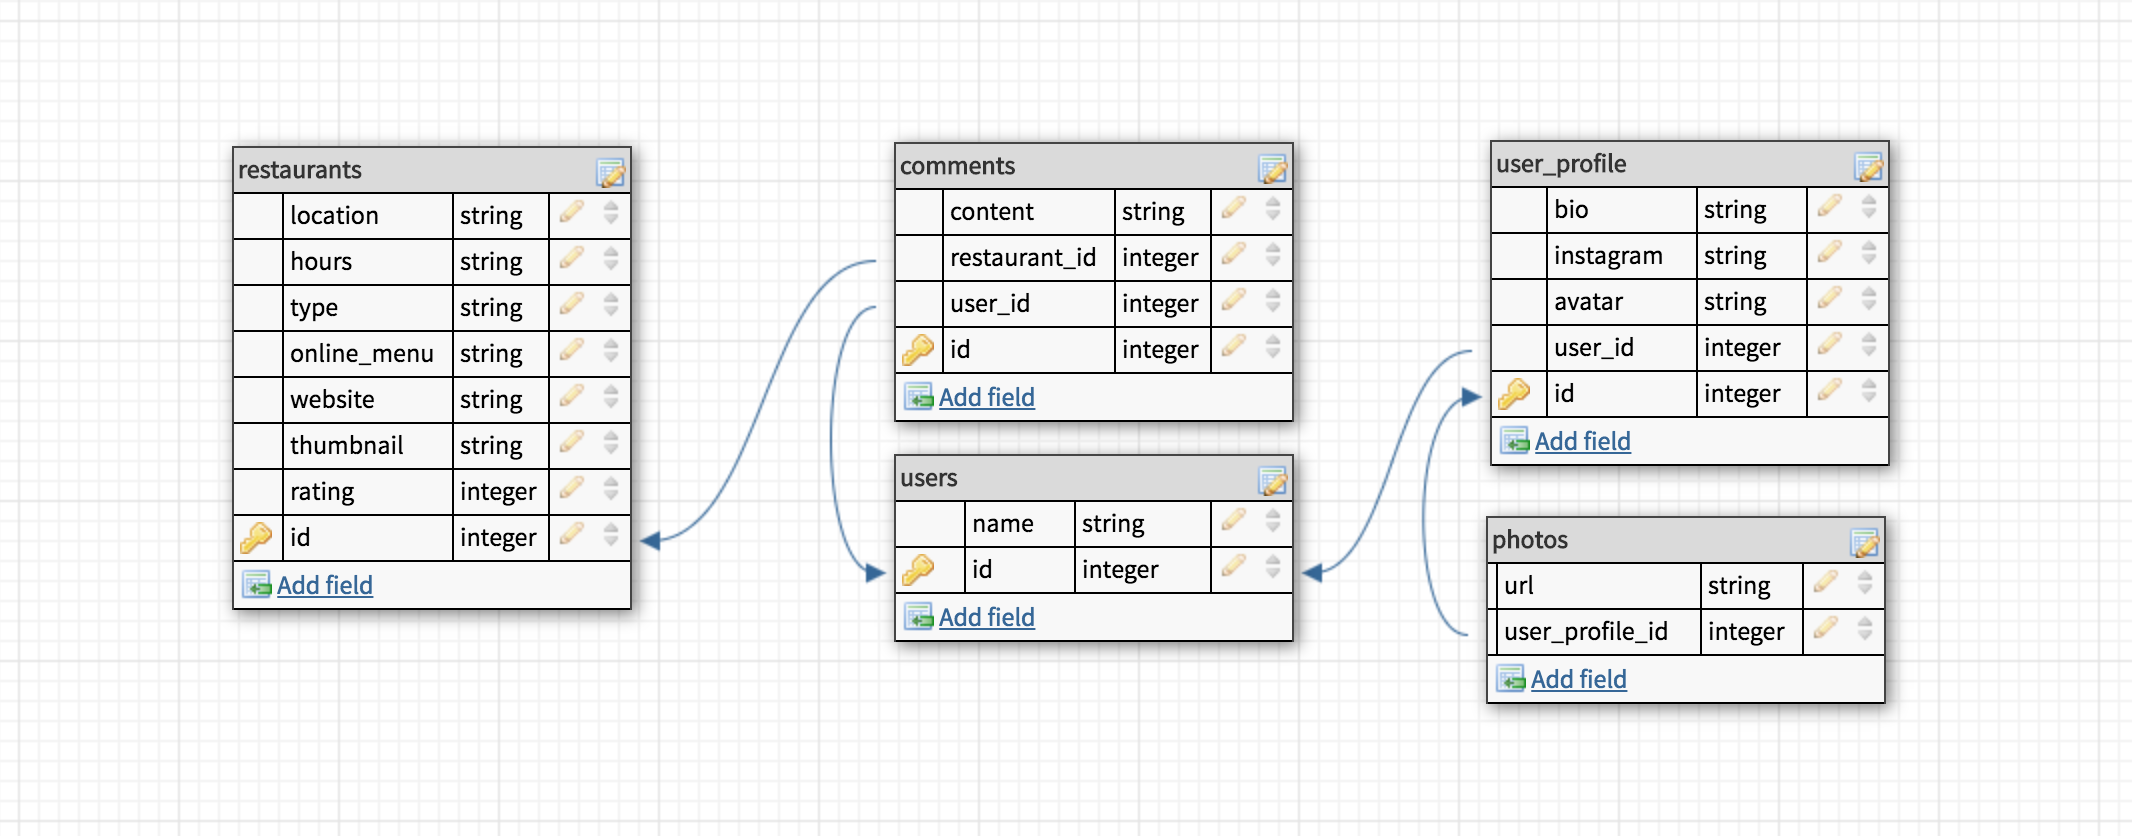 restaurants
location string
hours string
type string
online_menu string
website string
thumbnail string
rating integer
id integer
Add field
comments
content string
restaurant_id integer
user_id integer
id integer
Add field
users
name string
id integer
Add field
user_profile
bio string
instagram string
avatar string
user_id integer
id integer
Add field
photos
url string
user_profile_id integer
Add field